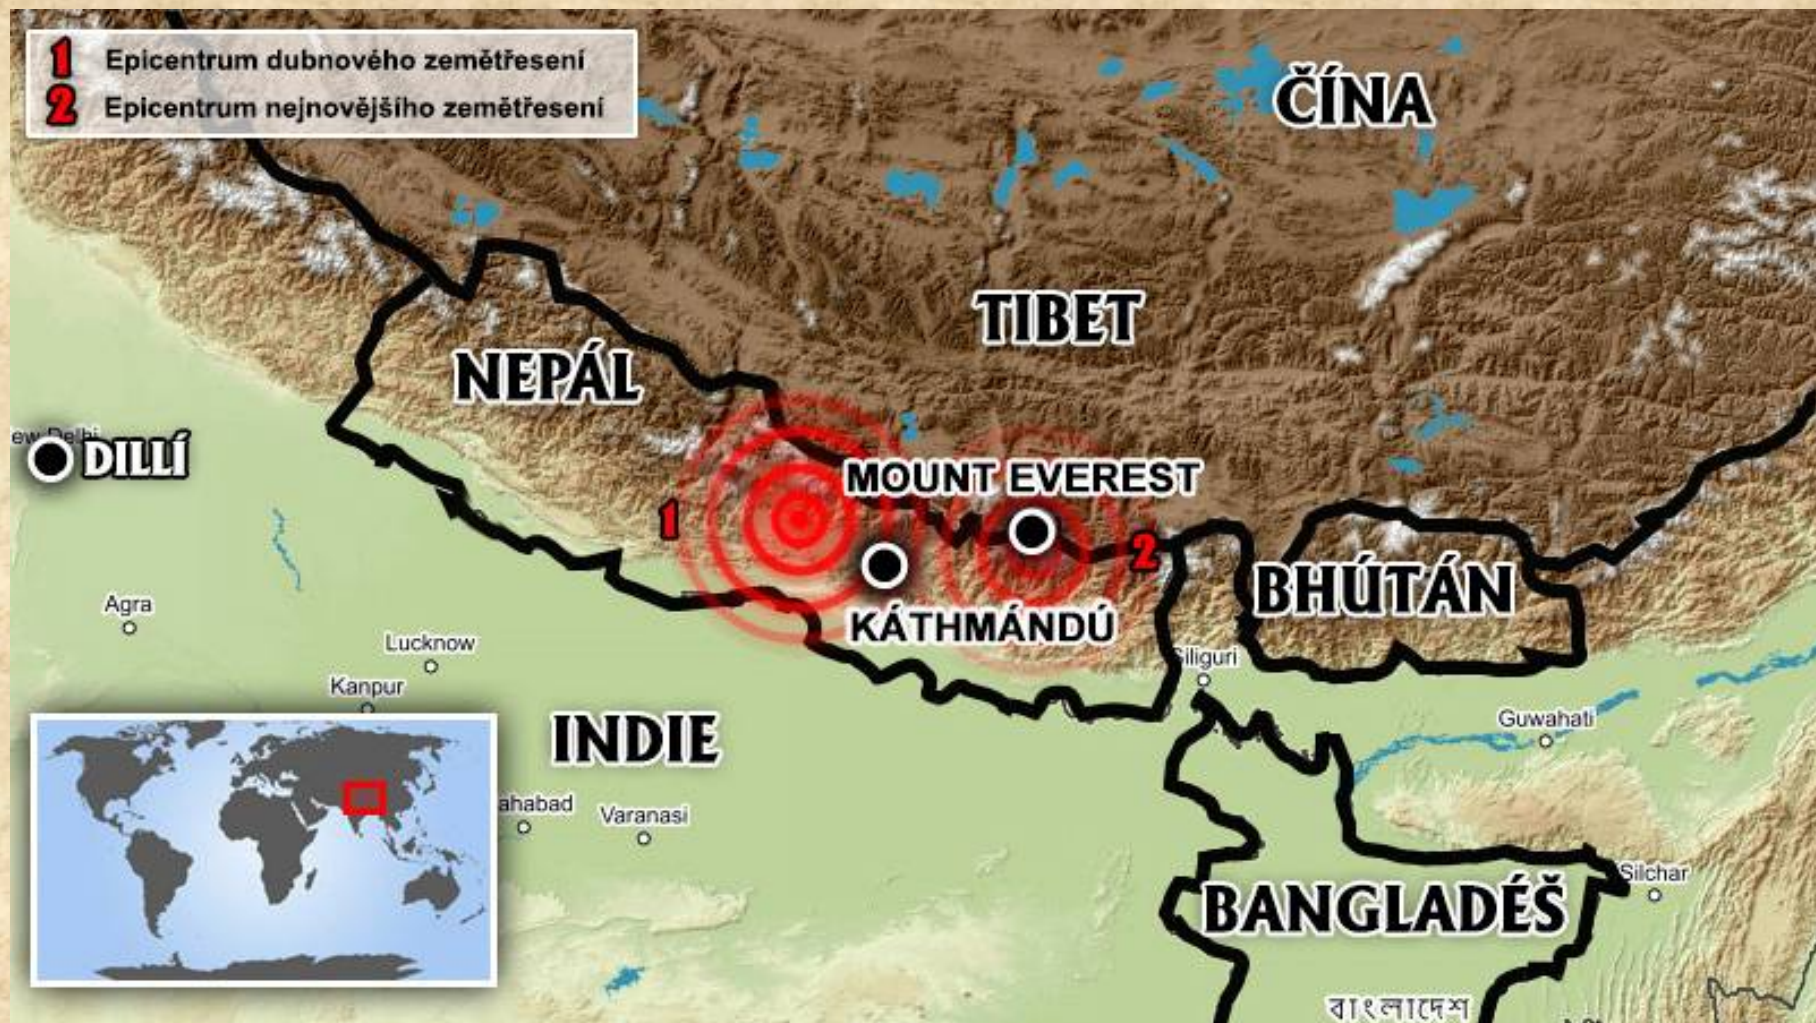 1 Epicentrum dubnového zemětřesení
2 Epicentrum nejnovějšího zemětřesení
ČÍNA
TIBET
NEPÁL
DILLÍ
MOUNT EVEREST
1
2
BHÚTÁN
KÁTHMÁNDÚ
Agra
Lucknow
Siliguri
Kanpur
Guwahati
INDIE
ahabad
Varanasi
Silchar
BANGLADÉŠ
বাংলাদেশ